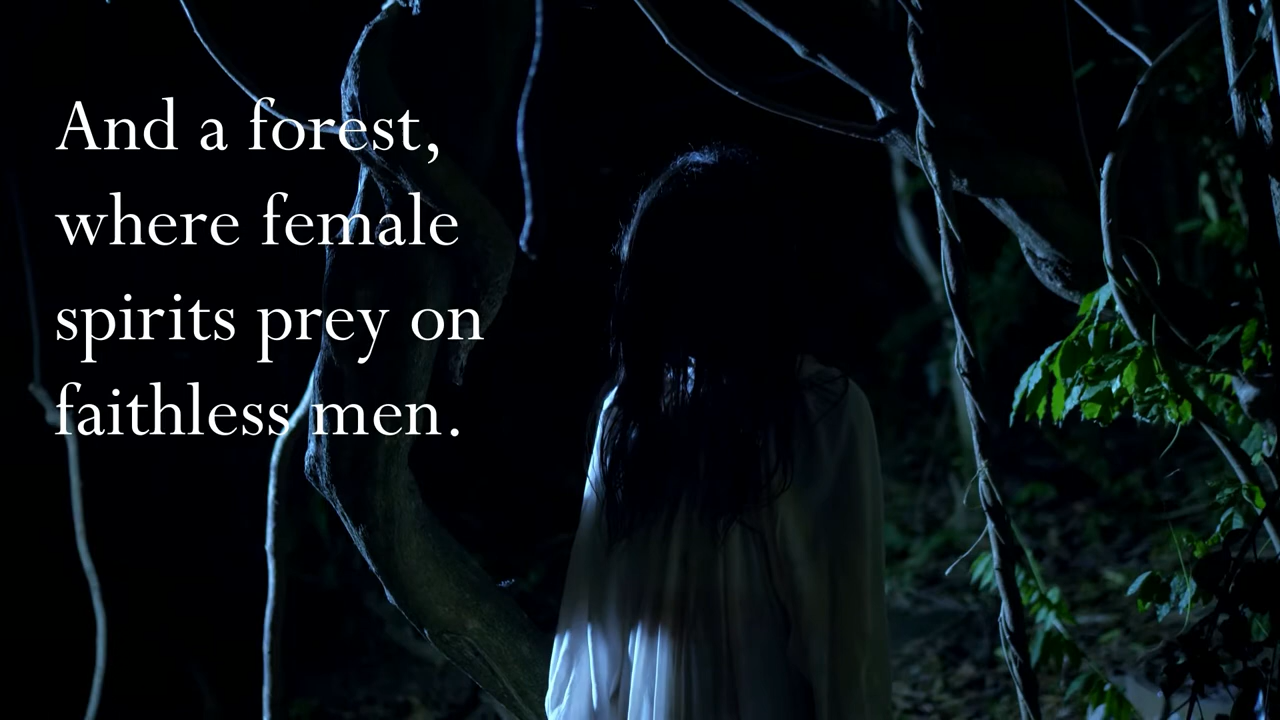 And a forest,
where female
spirits prey on
faithless men.